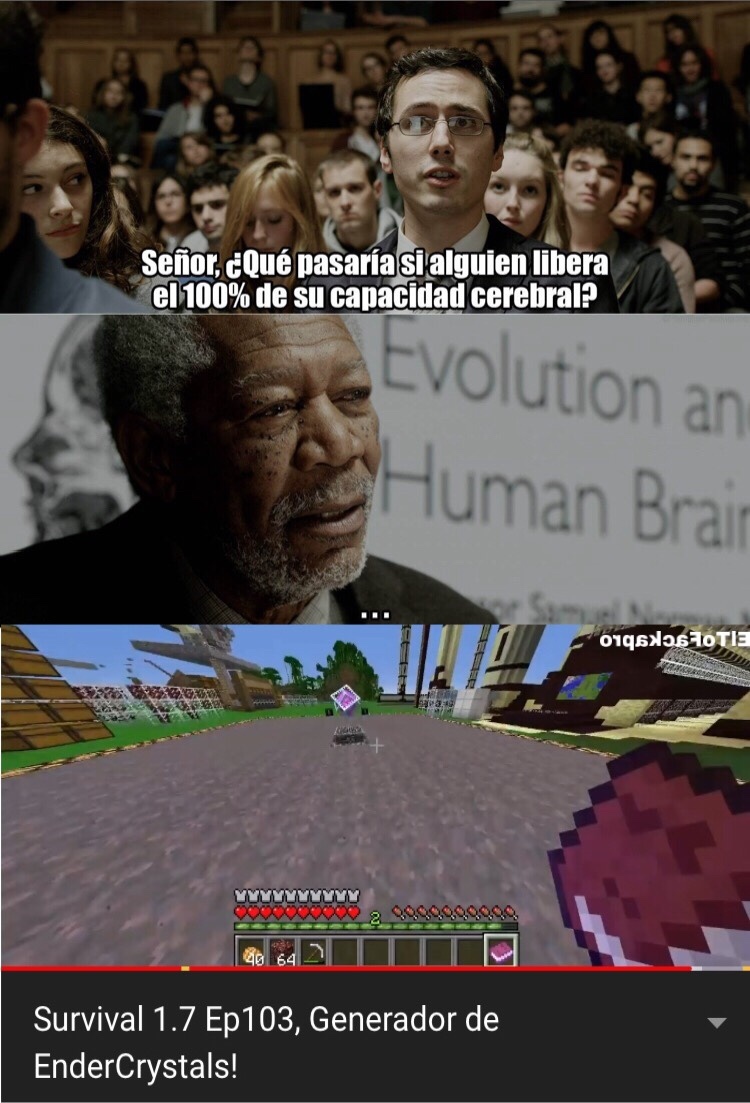 Señor, ¿Qué pasaría si alguien libera
el 100% de su capacidad cerebral?
Evolution an
Human Brain
...
ElToFackapro
2
40 64
Survival 1.7 Ep103, Generador de
EnderCrystals!